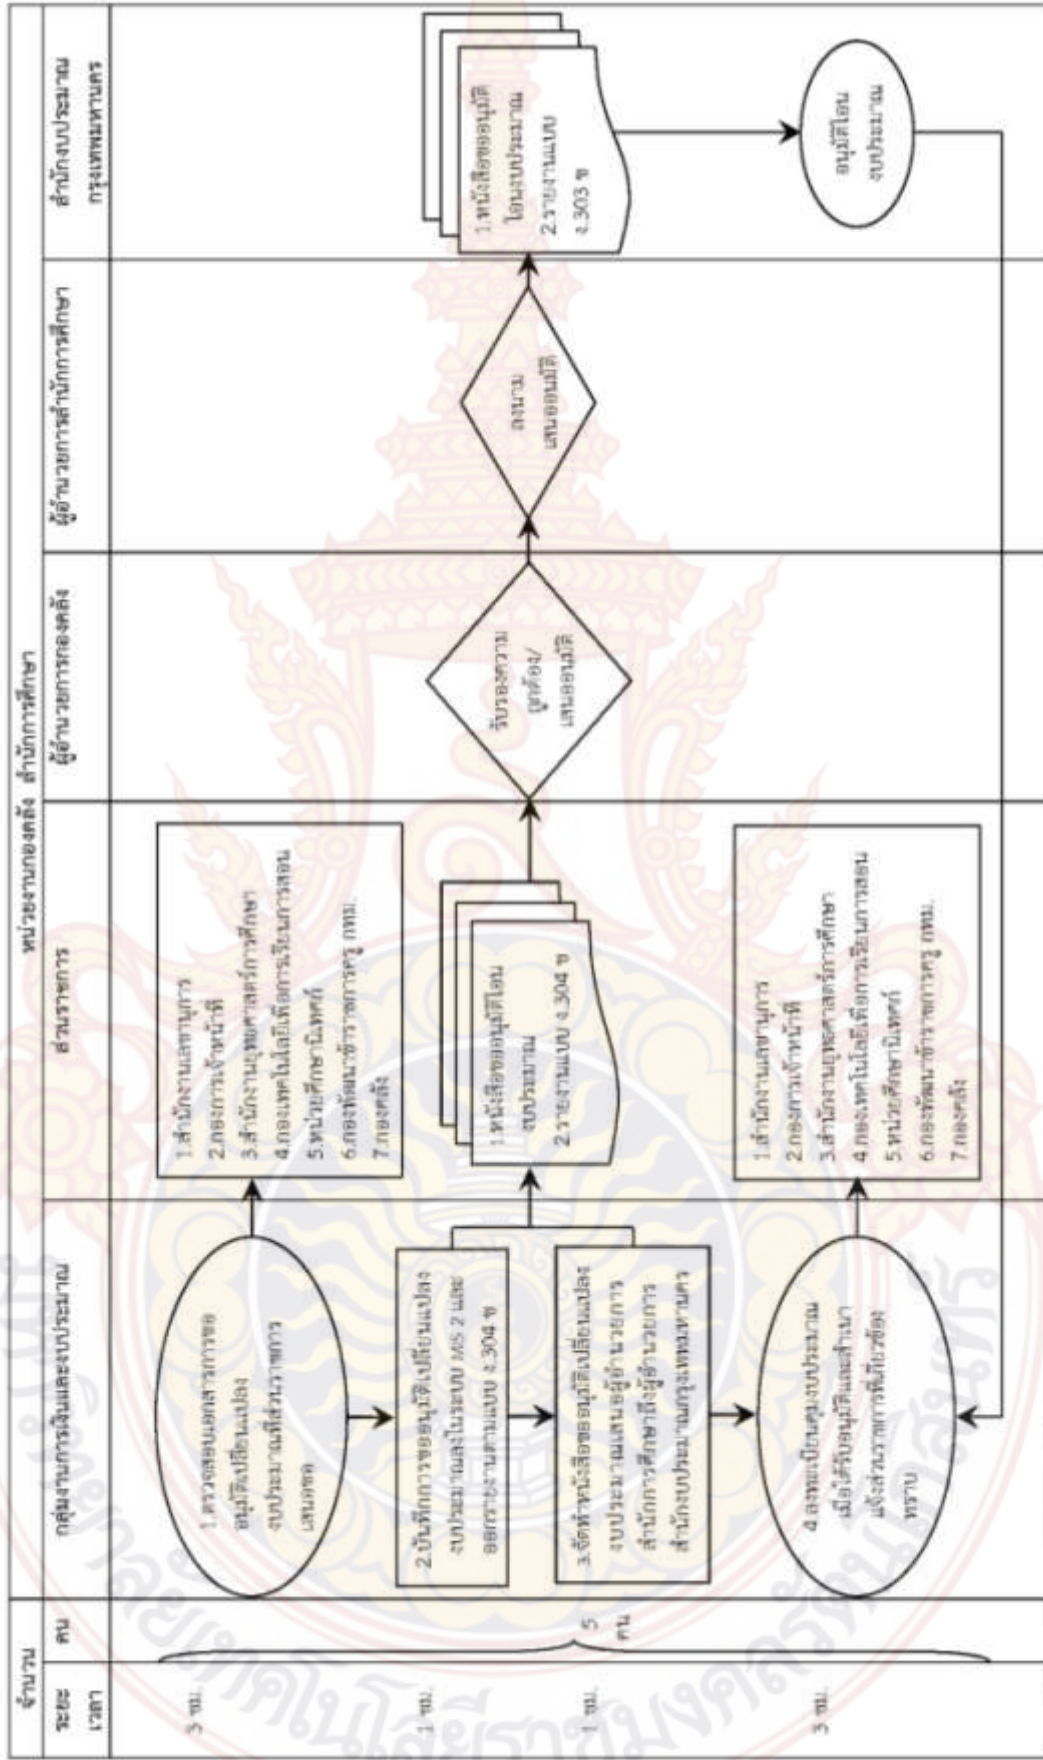 จำนวน
หน่วยงานกองคลัง สำนักการศึกษา
สำนักงบประมาณ
กรุงเทพมหานคร
ระยะ
เวลา
คน
กลุ่มงานการเงินและงบประมาณ
ส่วนราชการ
ผู้อำนวยการกองคลัง
ผู้อำนวยการสำนักการศึกษา
3 ชม.
1.ตรวจสอบเอกสารการขอ
อนุมัติเปลี่ยนแปลง
งบประมาณที่ส่วนราชการ
เสนอขอ
1.สำนักงานเลขานุการ
2.กองการเจ้าหน้าที่
3.สำนักงานยุทธศาสตร์การศึกษา
4.กองเทคโนโลยีเพื่อการเรียนการสอน
5.หน่วยศึกษานิเทศก์
6.กองพัฒนาข้าราชการครู กทม.
7.กองคลัง
1 ชม.
2.บันทึกการขออนุมัติเปลี่ยนแปลง
งบประมาณลงในระบบ MIS 2 และ
ออกรายงานตามแบบ ง.304 ข
1 ชม.
5
คน
3.จัดทำหนังสือขออนุมัติเปลี่ยนแปลง
งบประมาณเสนอผู้อำนวยการ
สำนักการศึกษาถึงผู้อำนวยการ
สำนักงบประมาณกรุงเทพมหานคร
1.หนังสือขออนุมัติโอน
งบประมาณ
2.รายงานแบบ ง.304 ข
รับรองความ
ถูกต้อง/
เสนออนุมัติ
ลงนาม
เสนออนุมัติ
1.หนังสือขออนุมัติ
โอนงบประมาณ
2.รายงานแบบ
ง.303 ข
อนุมัติโอน
งบประมาณ
3 ชม.
4.ลงทะเบียนคุมงบประมาณ
เมื่อได้รับอนุมัติและสำเนา
แจ้งส่วนราชการที่เกี่ยวข้อง
ทราบ
1.สำนักงานเลขานุการ
2.กองการเจ้าหน้าที่
3.สำนักงานยุทธศาสตร์การศึกษา
4.กองเทคโนโลยีเพื่อการเรียนการสอน
5.หน่วยศึกษานิเทศก์
6.กองพัฒนาข้าราชการครู กทม.
7.กองคลัง